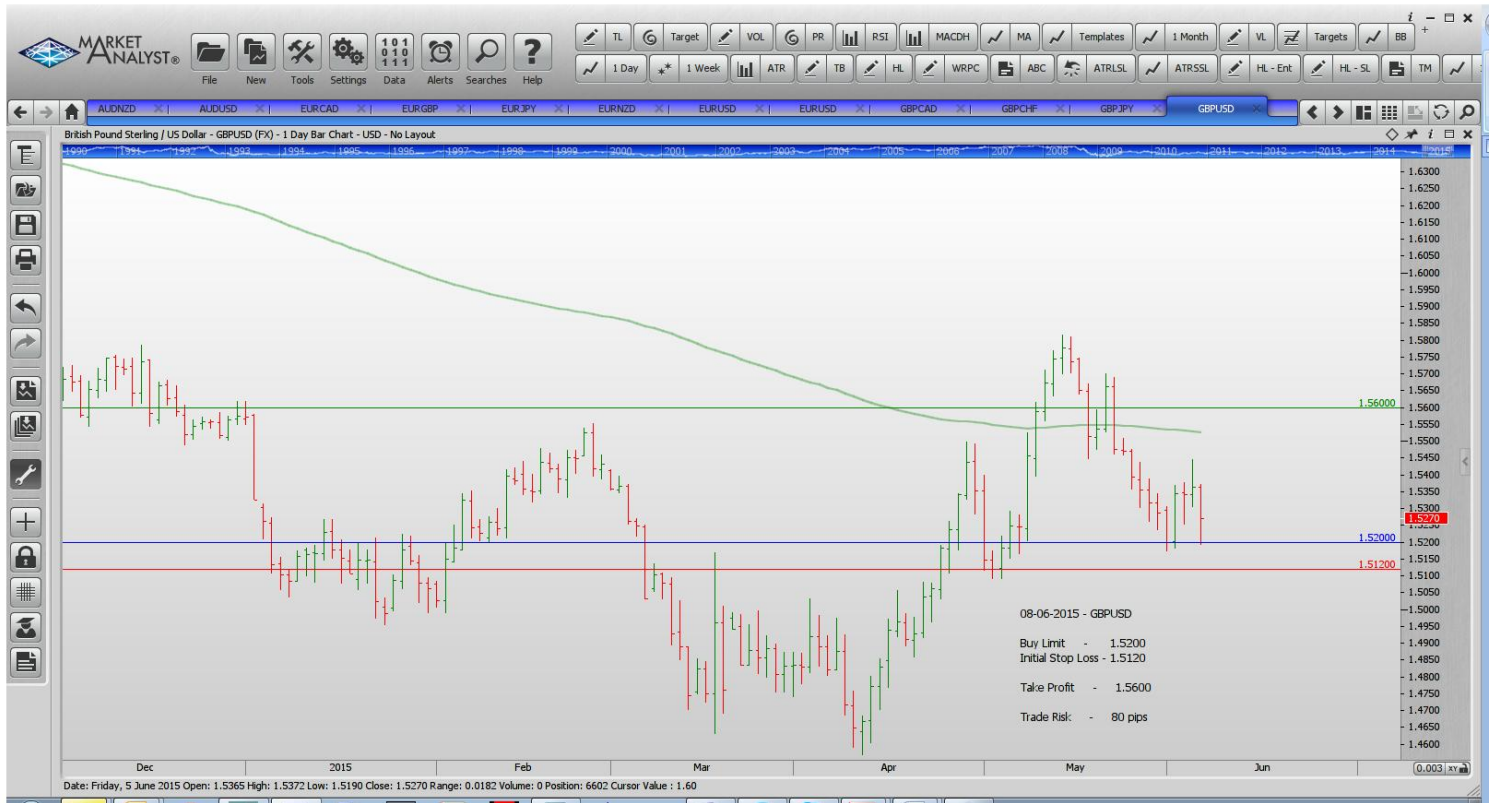 MARKET ANALYST®
File New Tools Settings Data Alerts Searches Help
TL Target VOL PR RSI MACDH MA Templates 1 Month VL Targets BB
1 Day 1 Week ATR TB HL WRPC ABC ATRLSL ATRSSL HL - Ent HL - SL TM
AUDNZD AUDUSD EURCAD EURGBP EURJPY EURNZD EURUSD EURUSD GBPCAD GBPCHF GBPJPY GBPUSD
British Pound Sterling / US Dollar - GBPUSD (FX) - 1 Day Bar Chart - USD - No Layout
1990 1991 1992 1993 1994 1995 1996 1997 1998 1999 2000 2001 2002 2003 2004 2005 2006 2007 2008 2009 2010 2011 2012 2013 2014 2015
1.6300
1.6250
1.6200
1.6150
1.6100
1.6050
1.6000
1.5950
1.5900
1.5850
1.5800
1.5750
1.5700
1.5650
1.56000 1.5600
1.5550
1.5500
1.5450
1.5400
1.5350
1.5300
1.5270
1.52000 1.5200
1.5150
1.51200
1.5100
1.5050
1.5000
1.4950
1.4900
1.4850
1.4800
1.4750
1.4700
1.4650
1.4600
08-06-2015 - GBPUSD
Buy Limit - 1.5200
Initial Stop Loss - 1.5120
Take Profit - 1.5600
Trade Risk - 80 pips
Dec 2015 Feb Mar Apr May Jun
0.003 XY
Date: Friday, 5 June 2015 Open: 1.5365 High: 1.5372 Low: 1.5190 Close: 1.5270 Range: 0.0182 Volume: 0 Position: 6602 Cursor Value : 1.60